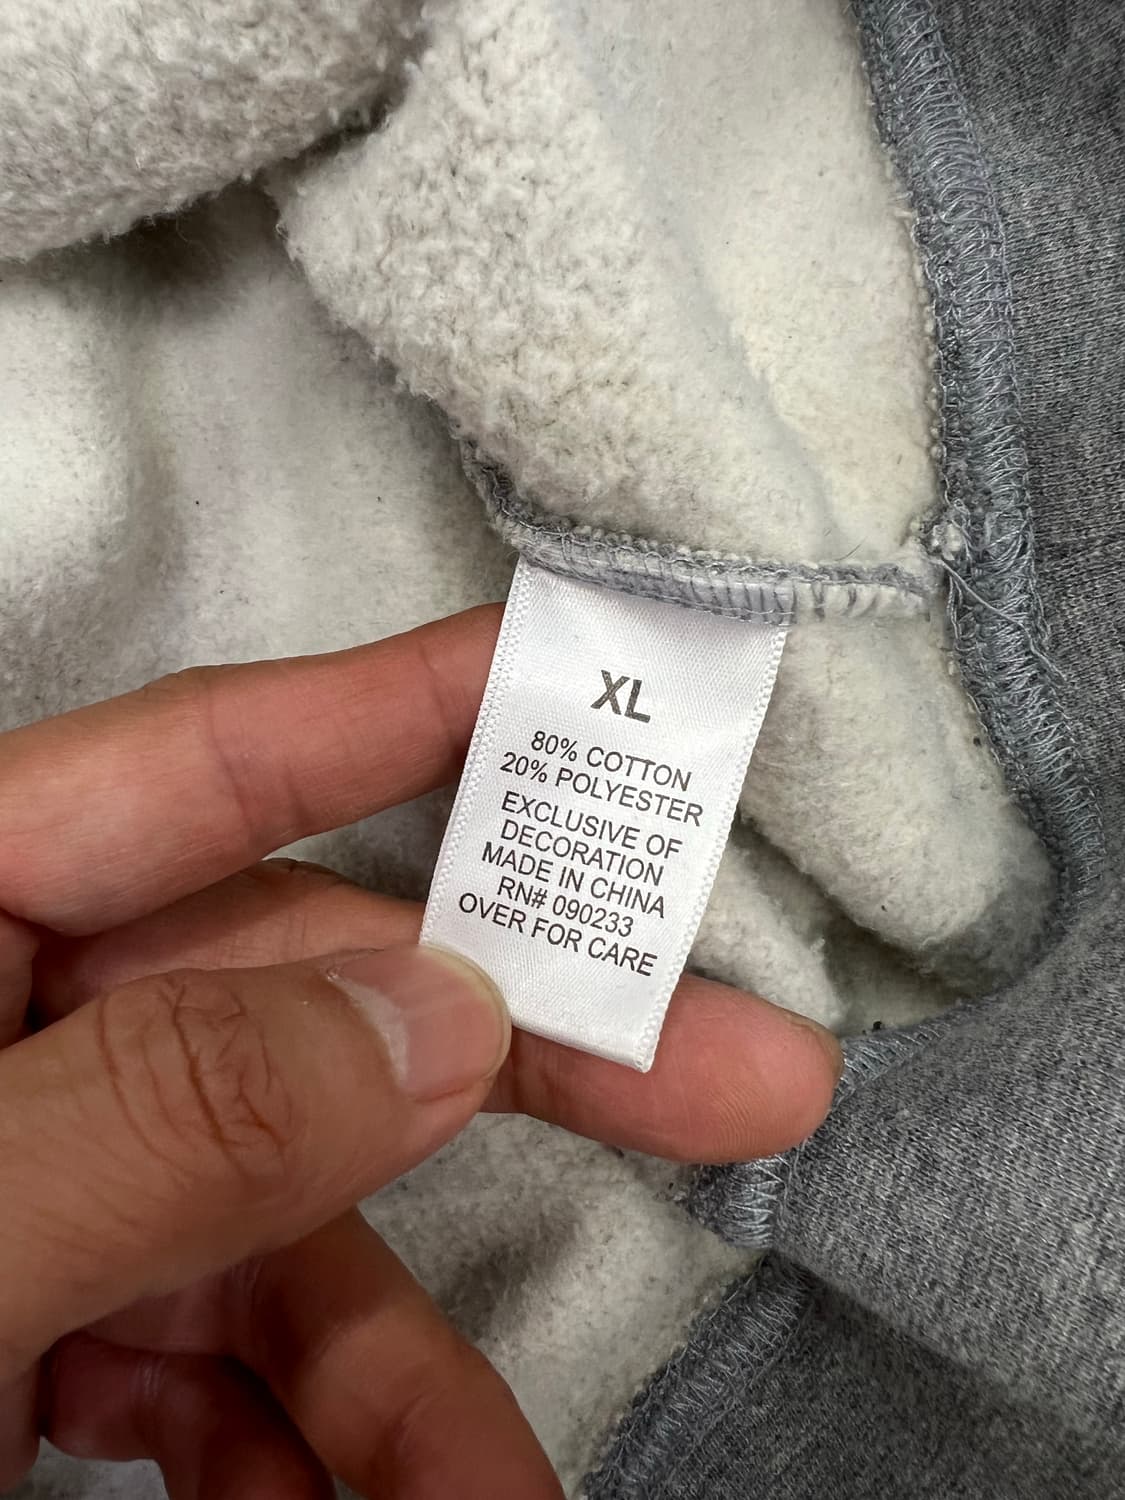 XL
80% COTTON
20% POLYESTER
EXCLUSIVE OF
DECORATION
MADE IN CHINA
RN# 090233
OVER FOR CARE